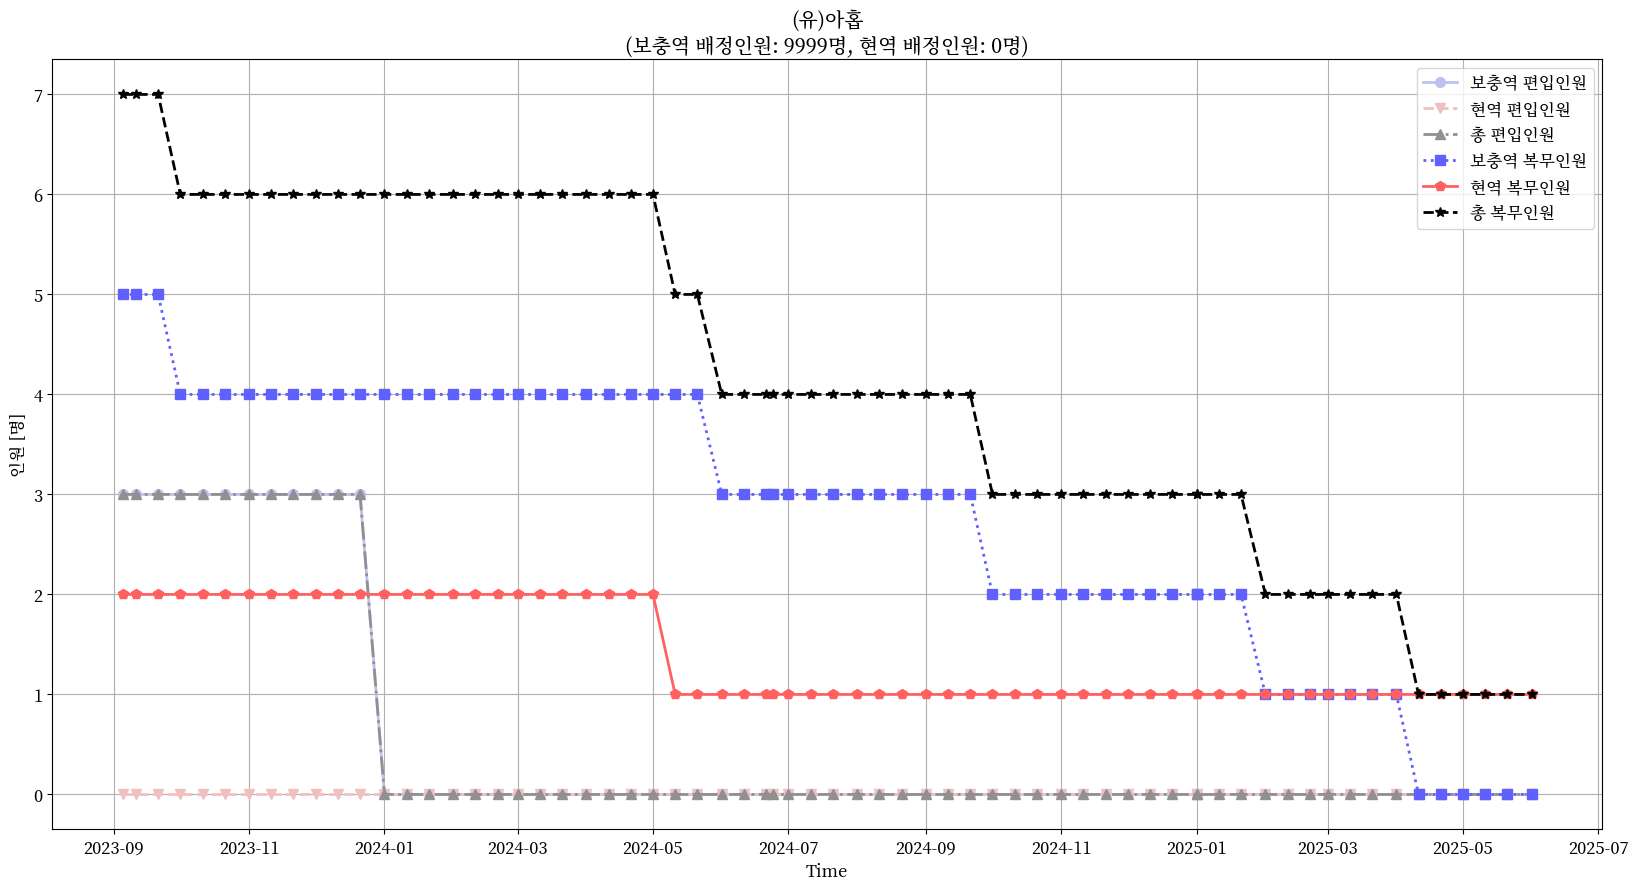 (유)아홉
(보충역 배정인원: 9999명, 현역 배정인원: 0명)
보충역 편입인원
현역 편입인원
총 편입인원
보충역 복무인원
현역 복무인원
총 복무인원
인원 [명]
7
6
5
4
3
2
1
0
2023-09 2023-11 2024-01 2024-03 2024-05 2024-07 2024-09 2024-11 2025-01 2025-03 2025-05 2025-07
Time